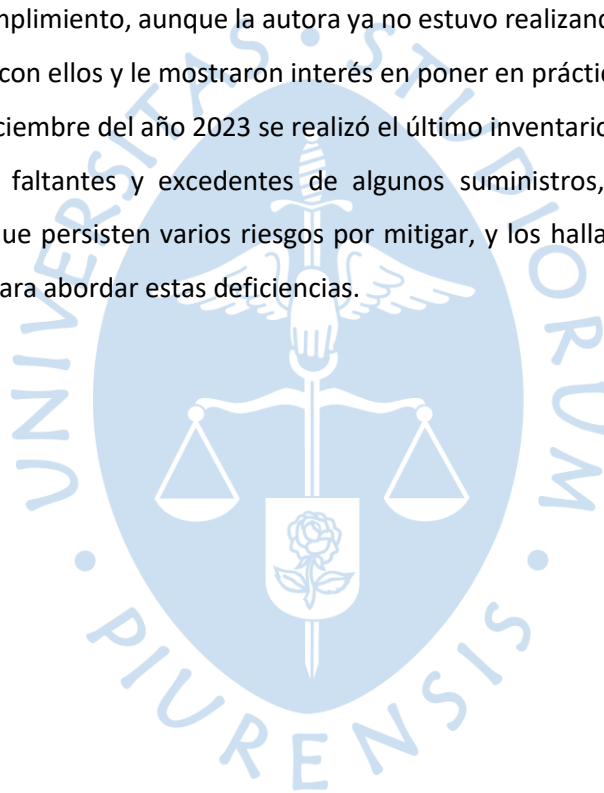 mplimiento, aunque la autora ya no estuvo realizand
con ellos y le mostraron interés en poner en práctic
ciembre del año 2023 se realizó el último inventario
faltantes y excedentes de algunos suministros,
ue persisten varios riesgos por mitigar, y los halla
ara abordar estas deficiencias.
UNIVERSITAS • STUDIORUM • PIURENSIS •